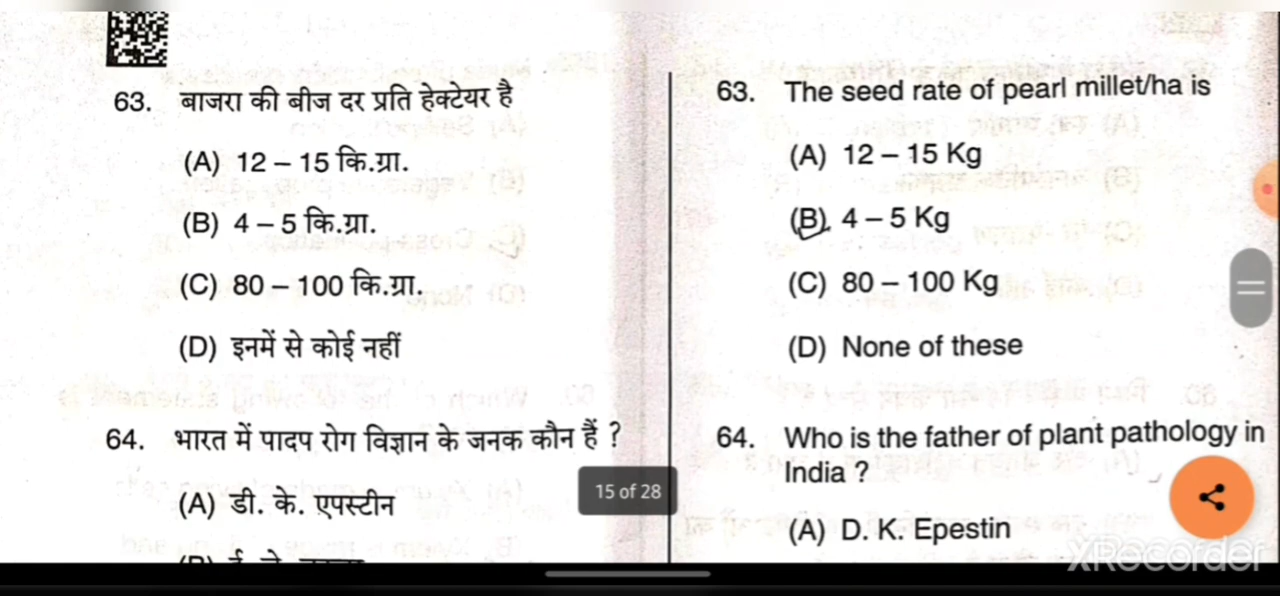 63. बाजरा की बीज दर प्रति हेक्टेयर है
(A) 12 – 15 कि.ग्रा.
(B) 4 – 5 कि.ग्रा.
(C) 80 – 100 कि.ग्रा.
(D) इनमें से कोई नहीं
64. भारत में पादप रोग विज्ञान के जनक कौन हैं ?
(A) डी. के. एपस्टीन
63. The seed rate of pearl millet/ha is
(A) 12 – 15 Kg
(B) 4 – 5 Kg
(C) 80 – 100 Kg
(D) None of these
64. Who is the father of plant pathology in
India ?
(A) D. K. Epestin
15 of 28
XRecorder